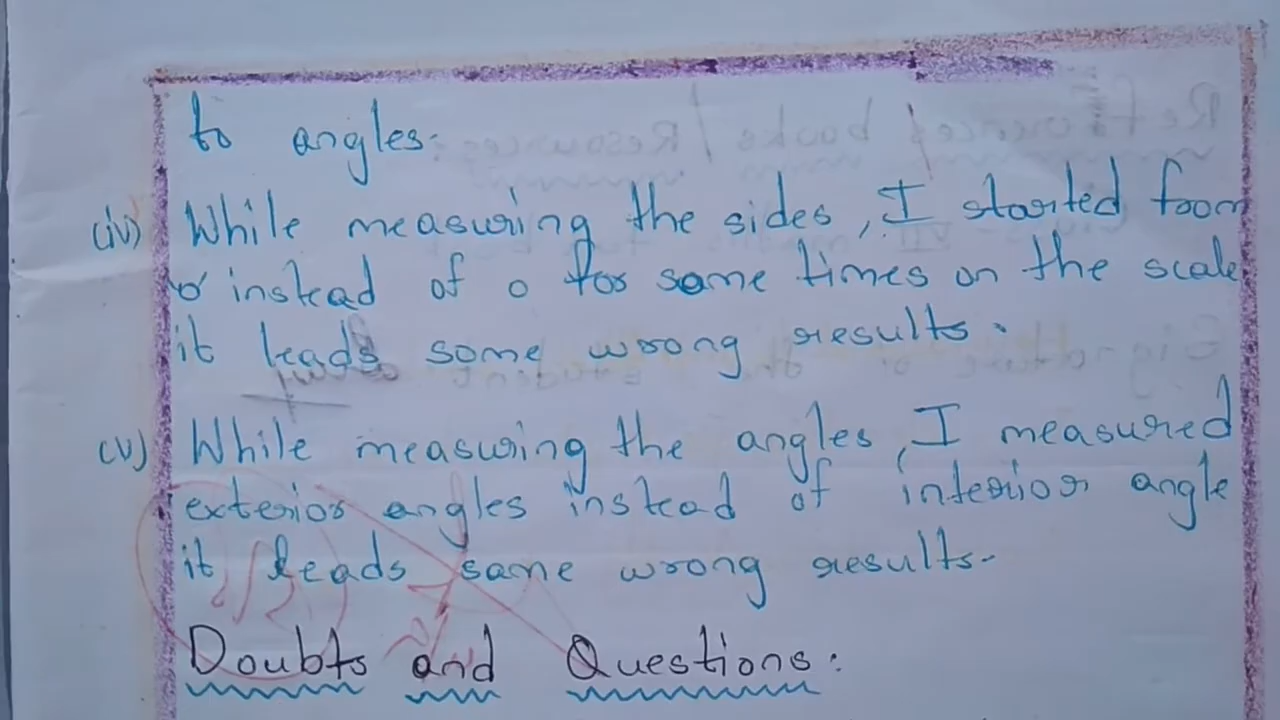 to angles.
(iv) While measuring the sides, I started from
instead of 0 for some times on the scale
it leads some wrong results.
(v) While measuring the angles, I measured
exterior angles instead of interior angle
it leads some wrong results.
Doubts and Questions: